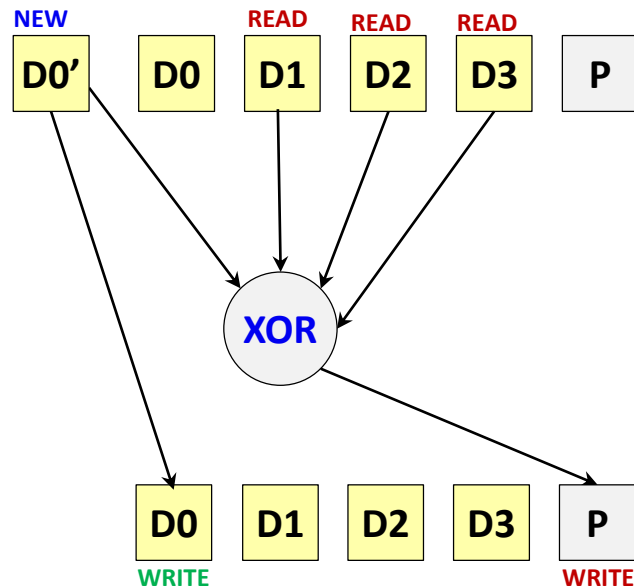 NEW READ READ READ
D0’ D0 D1 D2 D3 P
XOR
D0 D1 D2 D3 P
WRITE WRITE